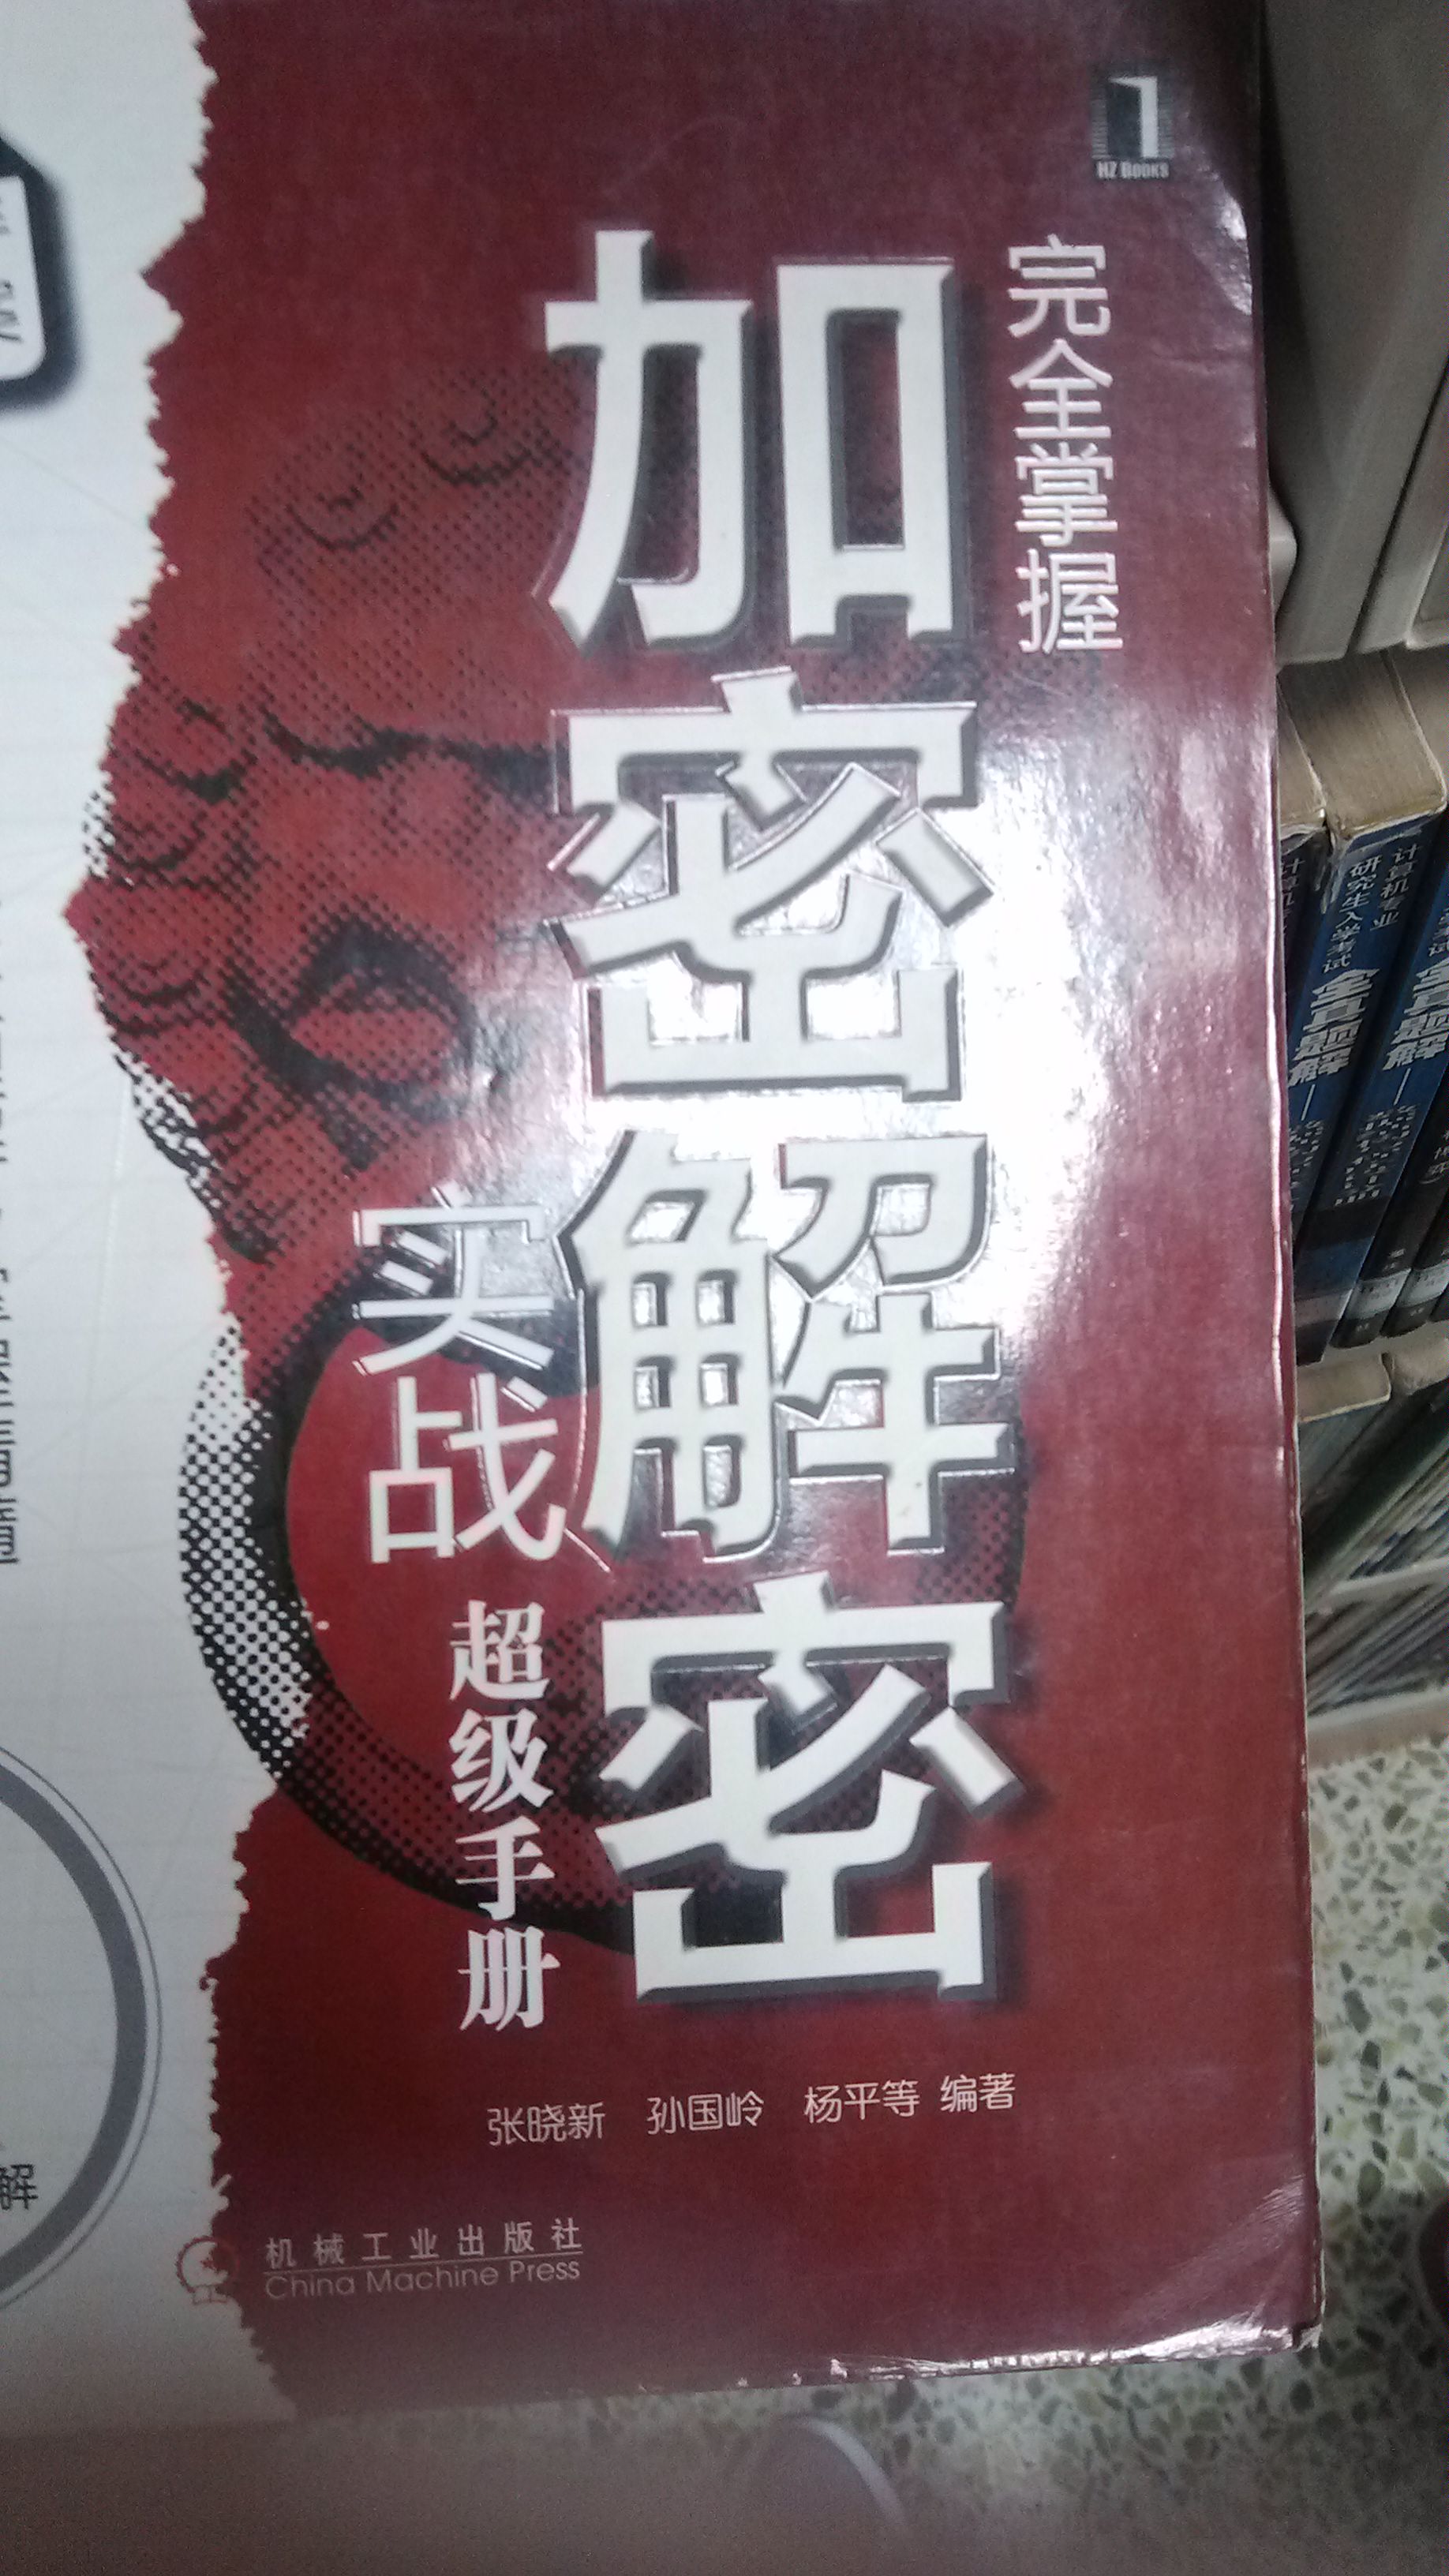 HZ BOOKS
完全掌握
加密解密
实战
超级手册
张晓新 孙国岭 杨平等 编著
机械工业出版社
China Machine Press
解
计算机专业
研究生入学考试
全真题解
全真题解